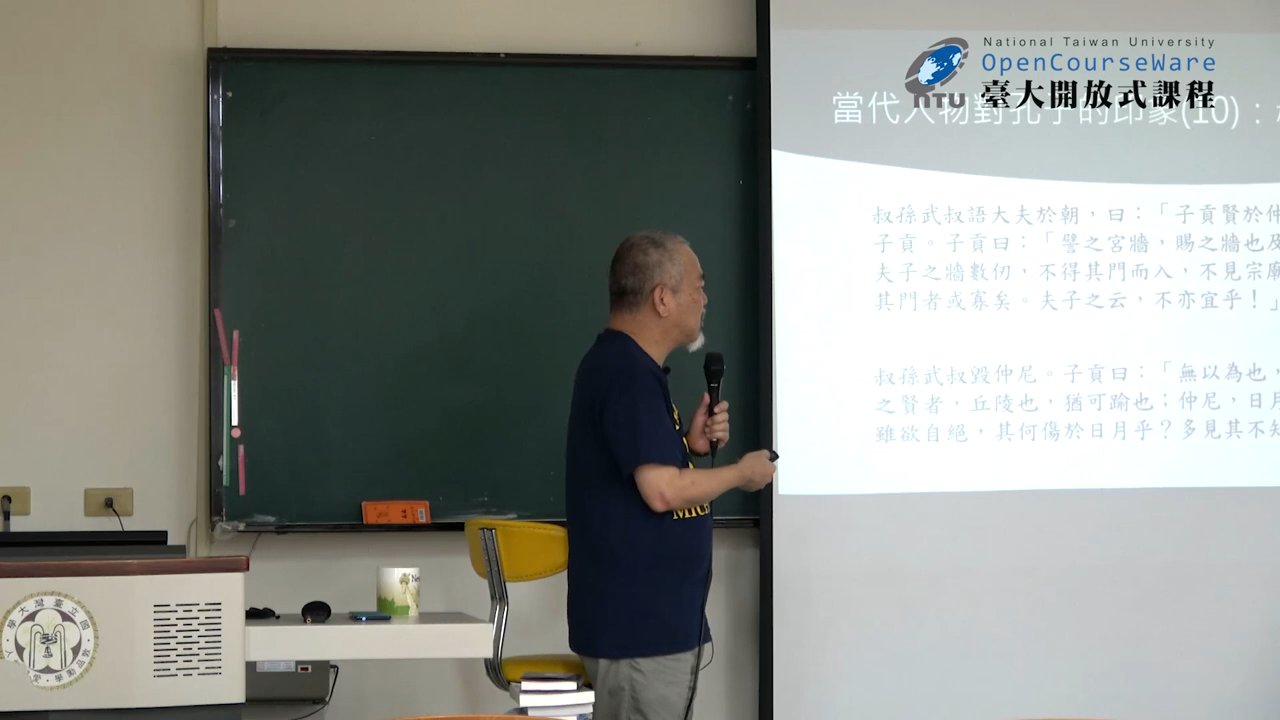 National Taiwan University
OpenCourseWare
NTU 臺大開放式課程
當代人物對孔子的印象(10)：
叔孫武叔語大夫於朝，曰：「子貢賢於仲
子貢。子貢曰：「譬之宮牆，賜之牆也及
夫子之牆數仞，不得其門而入，不見宗廟
其門者或寡矣。夫子之云，不亦宜乎！」
叔孫武叔毀仲尼。子貢曰：「無以為也，
之賢者，丘陵也，猶可踰也；仲尼，日月
雖欲自絕，其何傷於日月乎？多見其不知